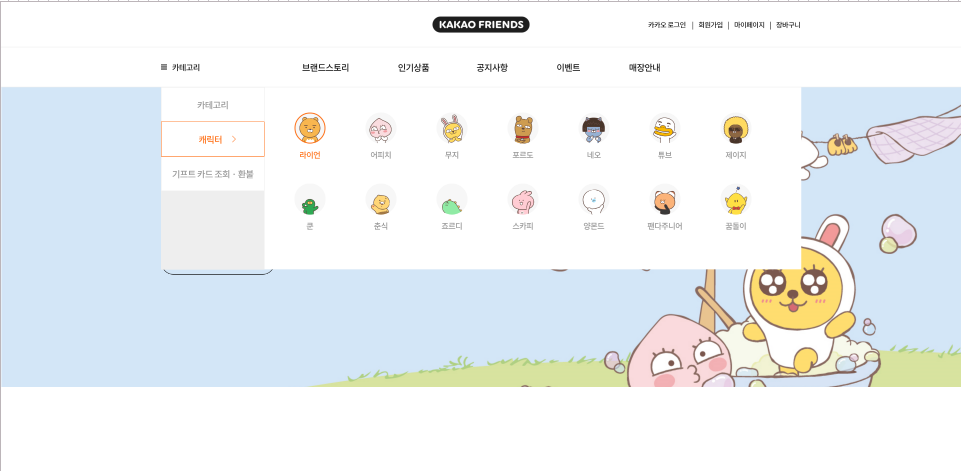 KAKAO FRIENDS
카카오 로그인 | 회원가입 | 마이페이지 | 장바구니
≡ 카테고리 브랜드스토리 인기상품 공지사항 이벤트 매장안내
카테고리
캐릭터 >
기프트 카드 조회 · 환불
라이언 어피치 무지 포르도 네오 튜브 제이지
콘 춘식 죠르디 스카피 앙몬드 팬다주니어 꿈돌이